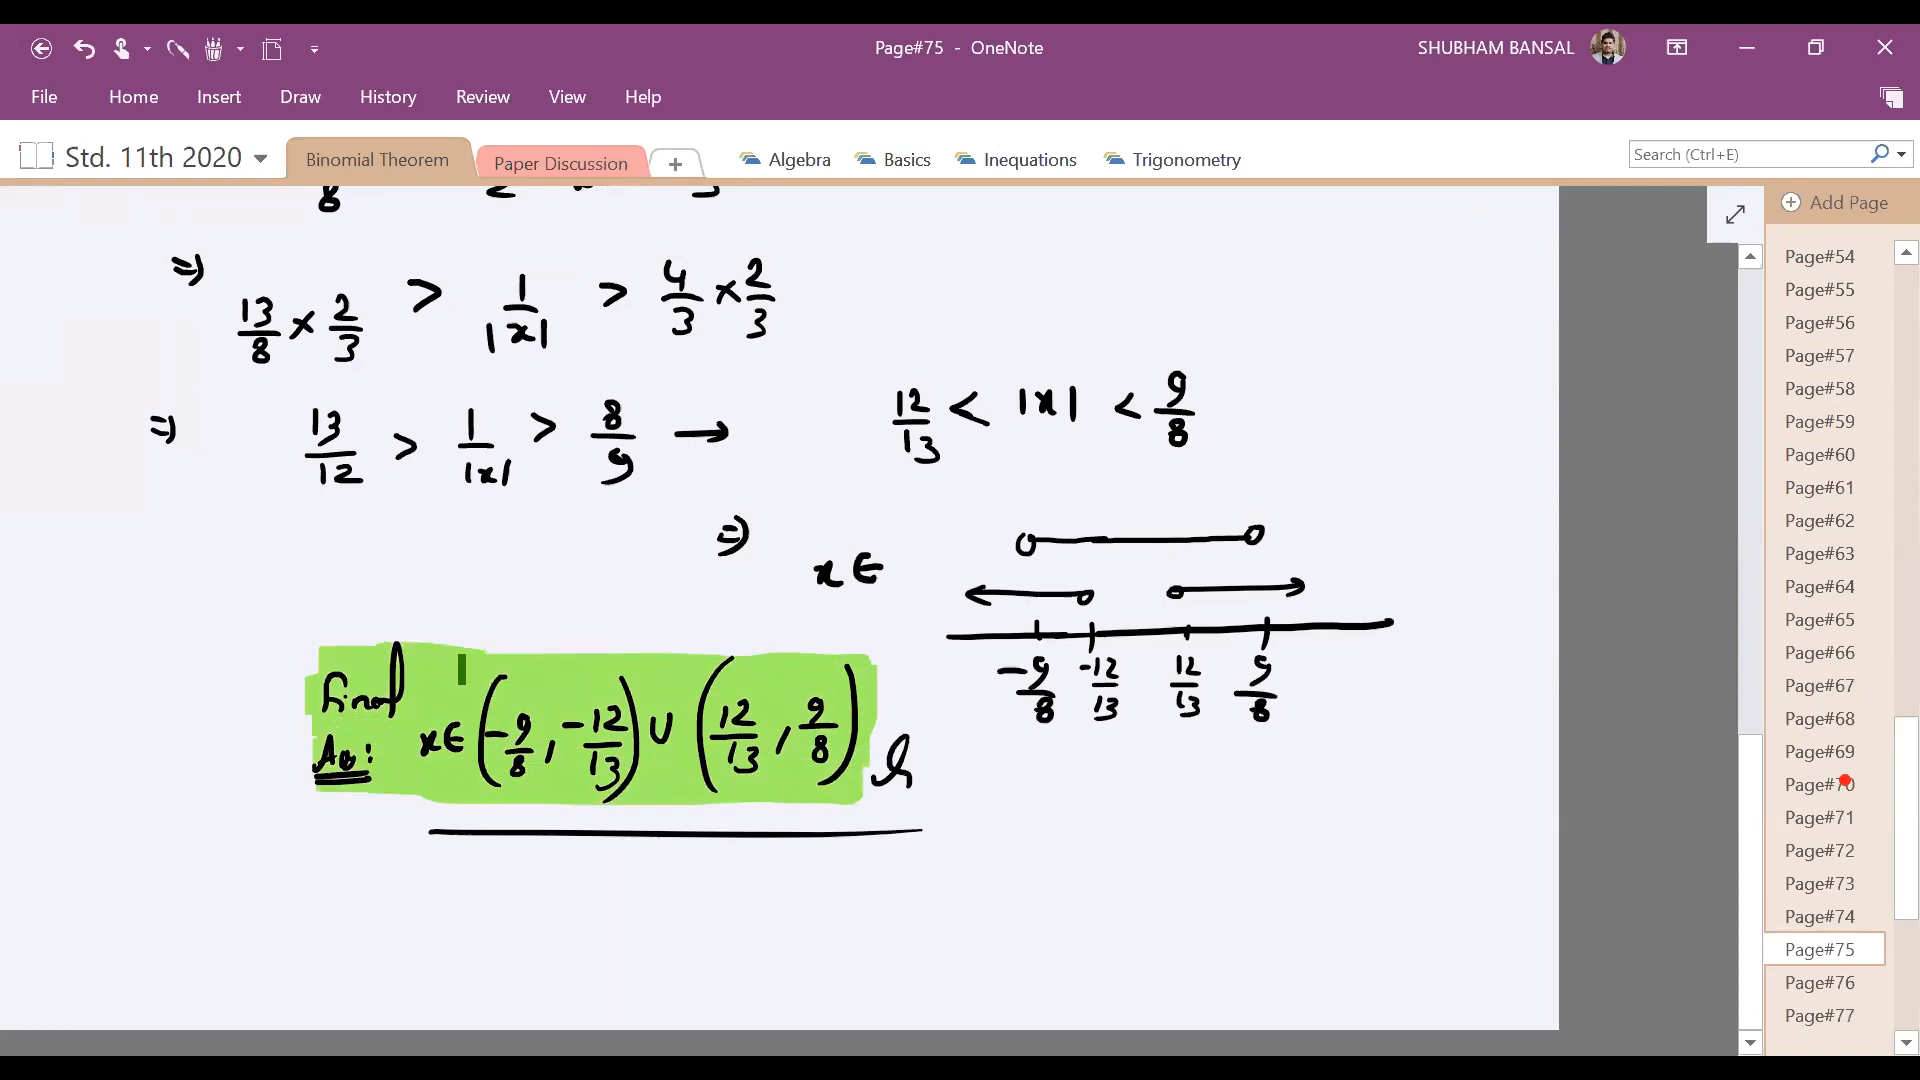 Page#75 - OneNote
SHUBHAM BANSAL
File Home Insert Draw History Review View Help
Std. 11th 2020
Binomial Theorem
Paper Discussion
+
Algebra
Basics
Inequations
Trigonometry
Search (Ctrl+E)
Add Page
8
=> 13/8 × 2/3 > 1/|x| > 4/3 × 2/3
=> 13/12 > 1/|x| > 8/9 → 12/13 < |x| < 9/8
=> x ∈
-9/8 -12/13 12/13 9/8
Final
Ans: x ∈ (-9/8, -12/13) ∪ (12/13, 9/8)
Page#54
Page#55
Page#56
Page#57
Page#58
Page#59
Page#60
Page#61
Page#62
Page#63
Page#64
Page#65
Page#66
Page#67
Page#68
Page#69
Page#70
Page#71
Page#72
Page#73
Page#74
Page#75
Page#76
Page#77